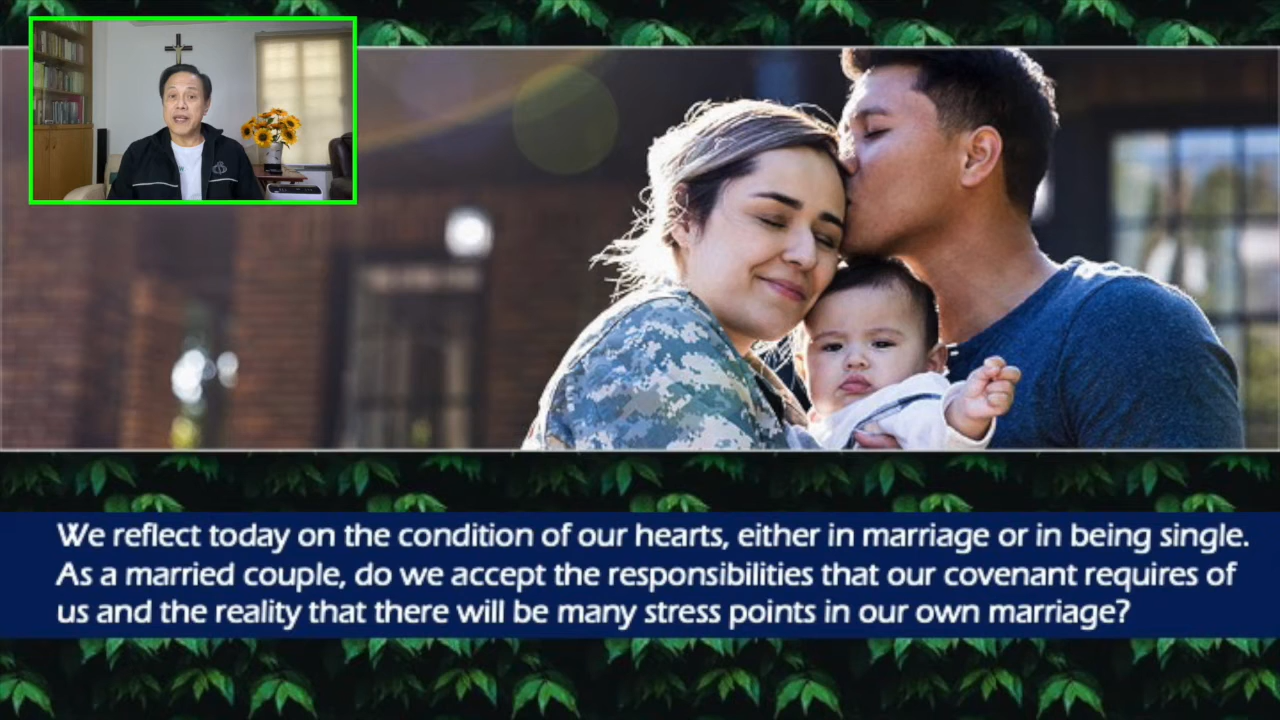 We reflect today on the condition of our hearts, either in marriage or in being single.
As a married couple, do we accept the responsibilities that our covenant requires of
us and the reality that there will be many stress points in our own marriage?